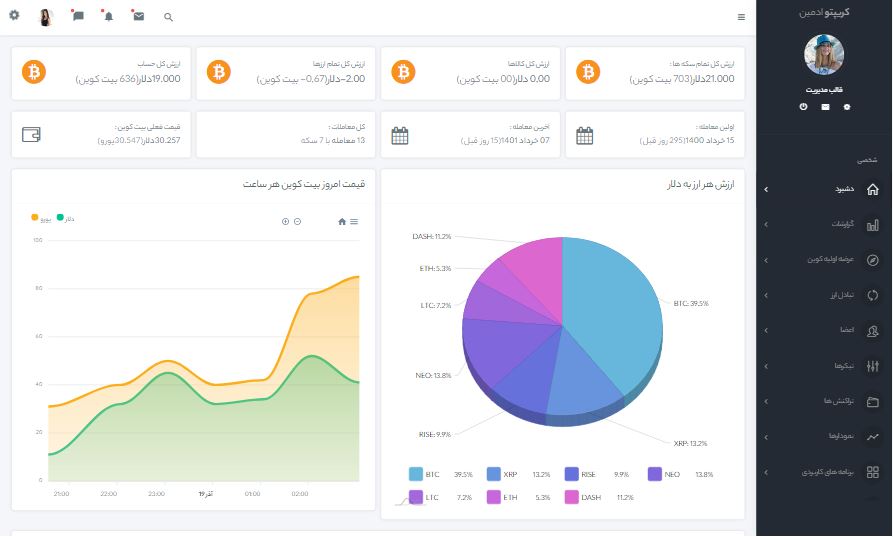 کریپتو ادمین
قالب مدیریت
شخصی
دشبرد
گزارشات
عرضه اولیه کوین
تبادل ارز
اعضا
تیکرها
تراکنش ها
نمودارها
برنامه های کاربردی
ارزش کل تمام سکه ها :
21.000دلار(703 بیت کوین)
ارزش کل کالاها
0.00 دلار(00 بیت کوین)
ارزش کل تمام ارزها
2.00-دلار(0.67- بیت کوین)
ارزش کل حساب
19.000دلار(636 بیت کوین)
اولین معامله :
15 خرداد 1400(295 روز قبل)
آخرین معامله :
07 خرداد 1401(15 روز قبل)
کل معاملات :
13 معامله با 7 سکه
قیمت فعلی بیت کوین :
30.257دلار(30.547یورو)
ارزش هر ارز به دلار
DASH: 11.2%
ETH: 5.3%
LTC: 7.2%
BTC: 39.5%
NEO: 13.8%
RISE: 9.9%
XRP: 13.2%
BTC 39.5% XRP 13.2% RISE 9.9% NEO 13.8%
LTC 7.2% ETH 5.3% DASH 11.2%
قیمت امروز بیت کوین هر ساعت
دلار یورو
100
80
60
40
20
0
21:00 22:00 23:00 آذر 19 01:00 02:00